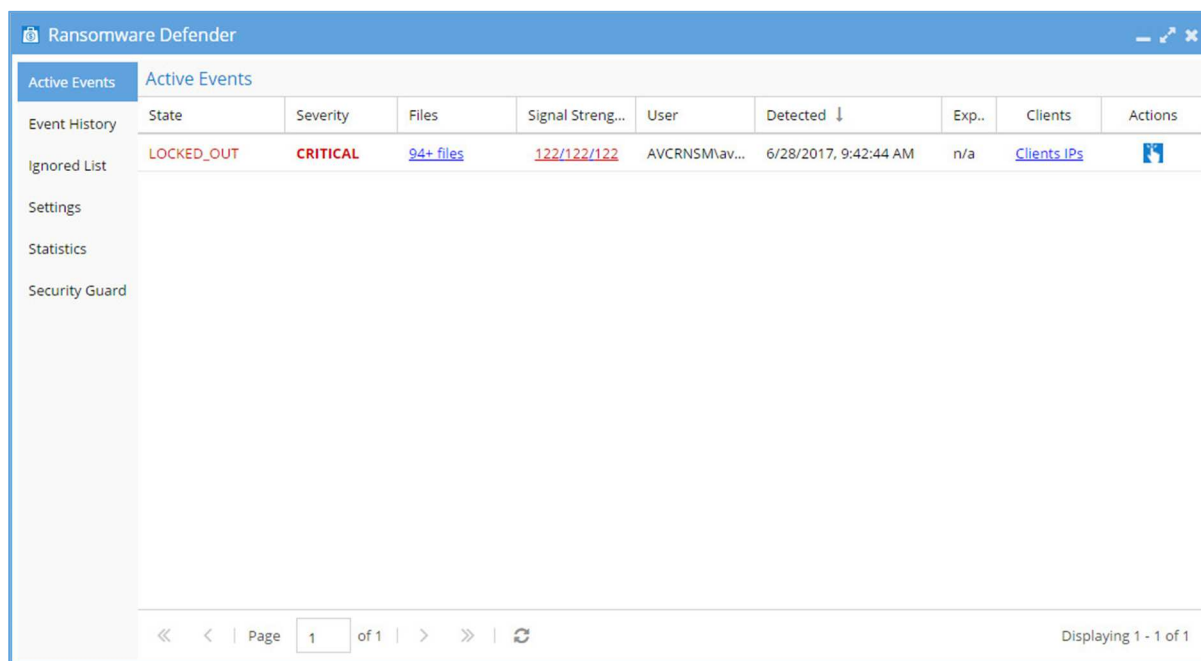 Ransomware Defender
Active Events
Event History
Ignored List
Settings
Statistics
Security Guard
Active Events
State Severity Files Signal Streng... User Detected ↓ Exp.. Clients Actions
LOCKED_OUT CRITICAL 94+ files 122/122/122 AVCRNSM\av... 6/28/2017, 9:42:44 AM n/a Clients IPs
Page 1 of 1
Displaying 1 - 1 of 1